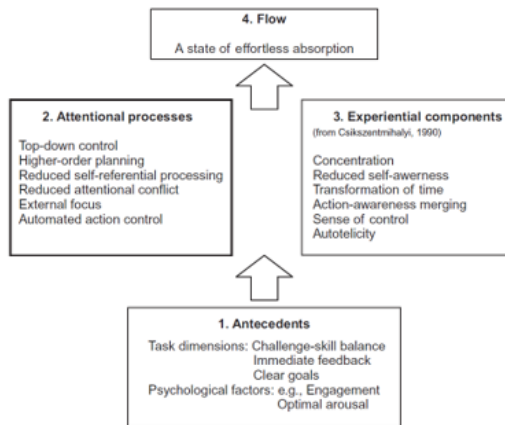 4. Flow
A state of effortless absorption
2. Attentional processes
Top-down control
Higher-order planning
Reduced self-referential processing
Reduced attentional conflict
External focus
Automated action control
3. Experiential components
(from Csikszentmihalyi, 1990)
Concentration
Reduced self-awerness
Transformation of time
Action-awareness merging
Sense of control
Autotelicity
1. Antecedents
Task dimensions: Challenge-skill balance
Immediate feedback
Clear goals
Psychological factors: e.g., Engagement
Optimal arousal